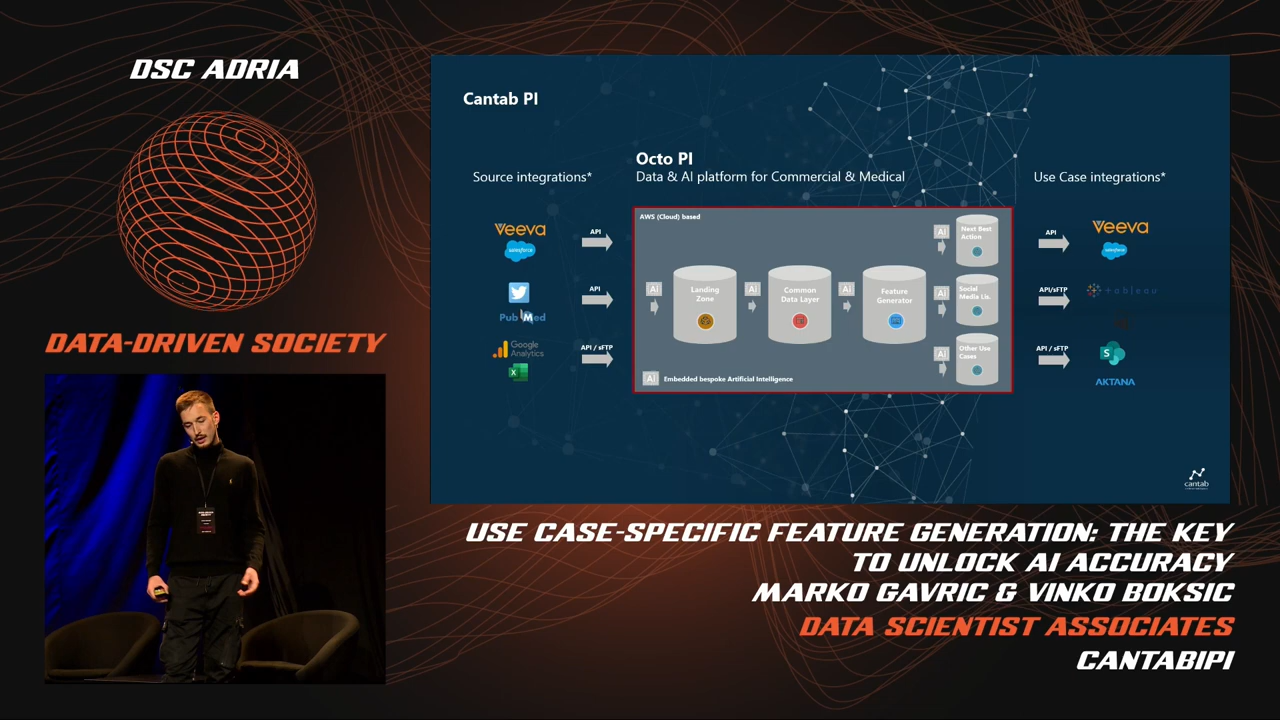 DSC ADRIA
DATA-DRIVEN SOCIETY
Cantab PI
Source integrations*
Octo PI
Data & AI platform for Commercial & Medical
Use Case integrations*
Veeva
salesforce
API
PubMed
API
Google
Analytics
API / sFTP
X
AWS (Cloud) based
AI
Landing
Zone
AI
Common
Data Layer
AI
Feature
Generator
AI
Next Best
Action
AI
Social
Media Lis.
AI
Other Use
Cases
AI
Embedded bespoke Artificial Intelligence
API
Veeva
salesforce
API/sFTP
tableau
API / sFTP
S
AKTANA
cantab
USE CASE-SPECIFIC FEATURE GENERATION: THE KEY
TO UNLOCK AI ACCURACY
MARKO GAVRIC & VINKO BOKSIC
DATA SCIENTIST ASSOCIATES
CANTABIPI